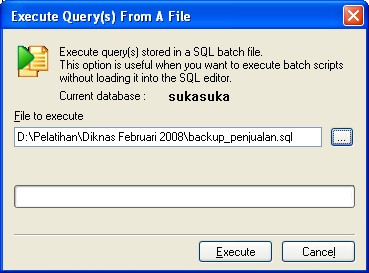 Execute Query(s) From A File
Execute query(s) stored in a SQL batch file.
This option is useful when you want to execute batch scripts
without loading it into the SQL editor.
Current database : sukasuka
File to execute
D:\Pelatihan\Diknas Februari 2008\backup_penjualan.sql ...
Execute Cancel